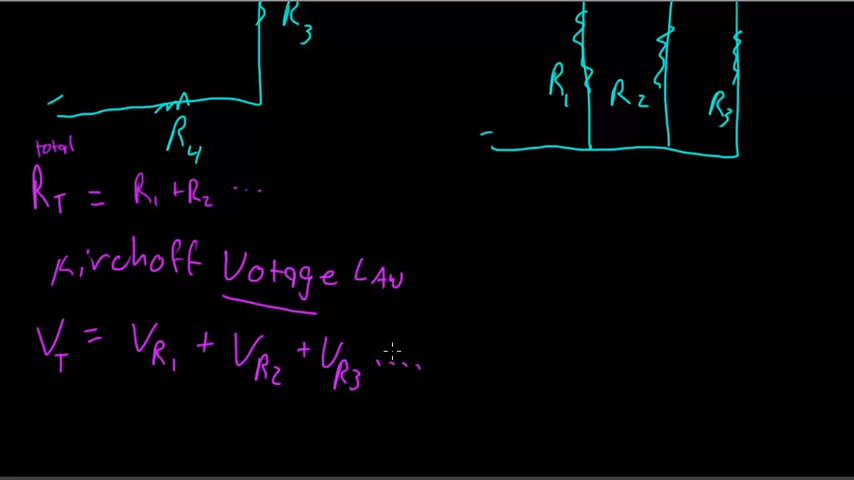 R3
R1 R2 R3
R4
total
RT = R1 + R2 ...
Kirchoff Votage LAW
VT = VR1 + VR2 + VR3 ....